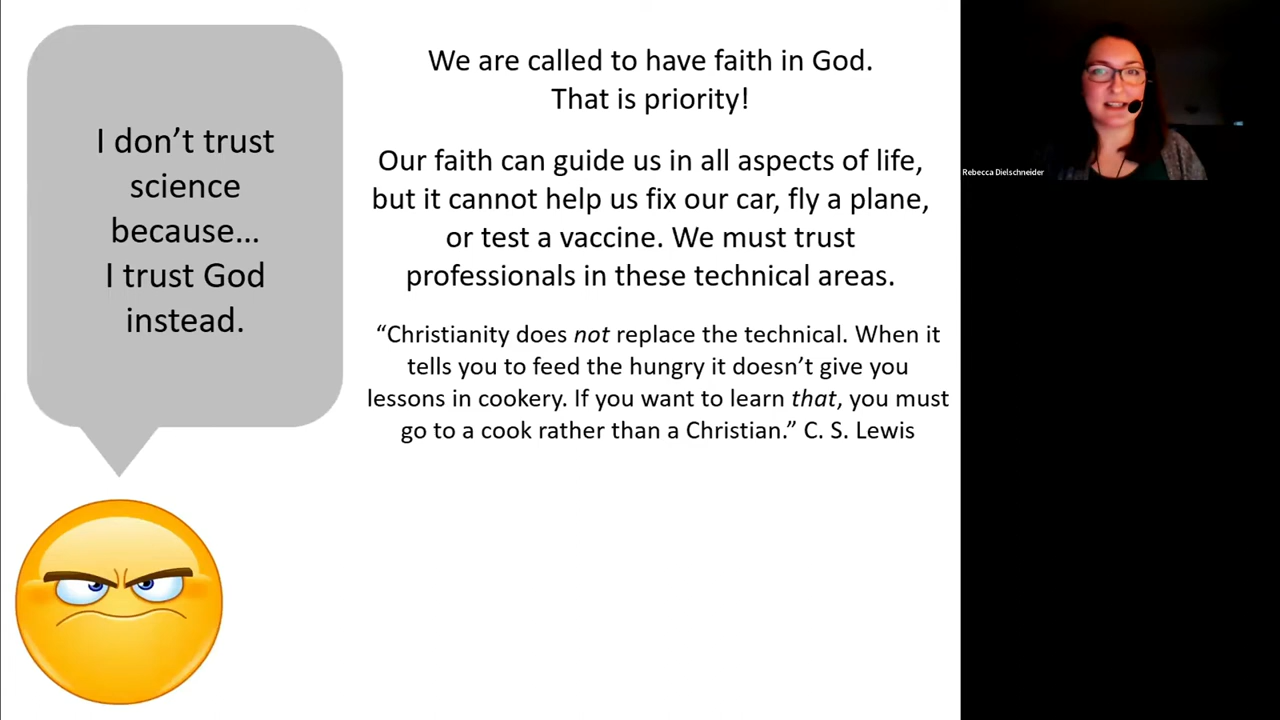 I don’t trust
science
because…
I trust God
instead.
We are called to have faith in God.
That is priority!
Our faith can guide us in all aspects of life,
but it cannot help us fix our car, fly a plane,
or test a vaccine. We must trust
professionals in these technical areas.
“Christianity does not replace the technical. When it
tells you to feed the hungry it doesn’t give you
lessons in cookery. If you want to learn that, you must
go to a cook rather than a Christian.” C. S. Lewis
Rebecca Dielschneider